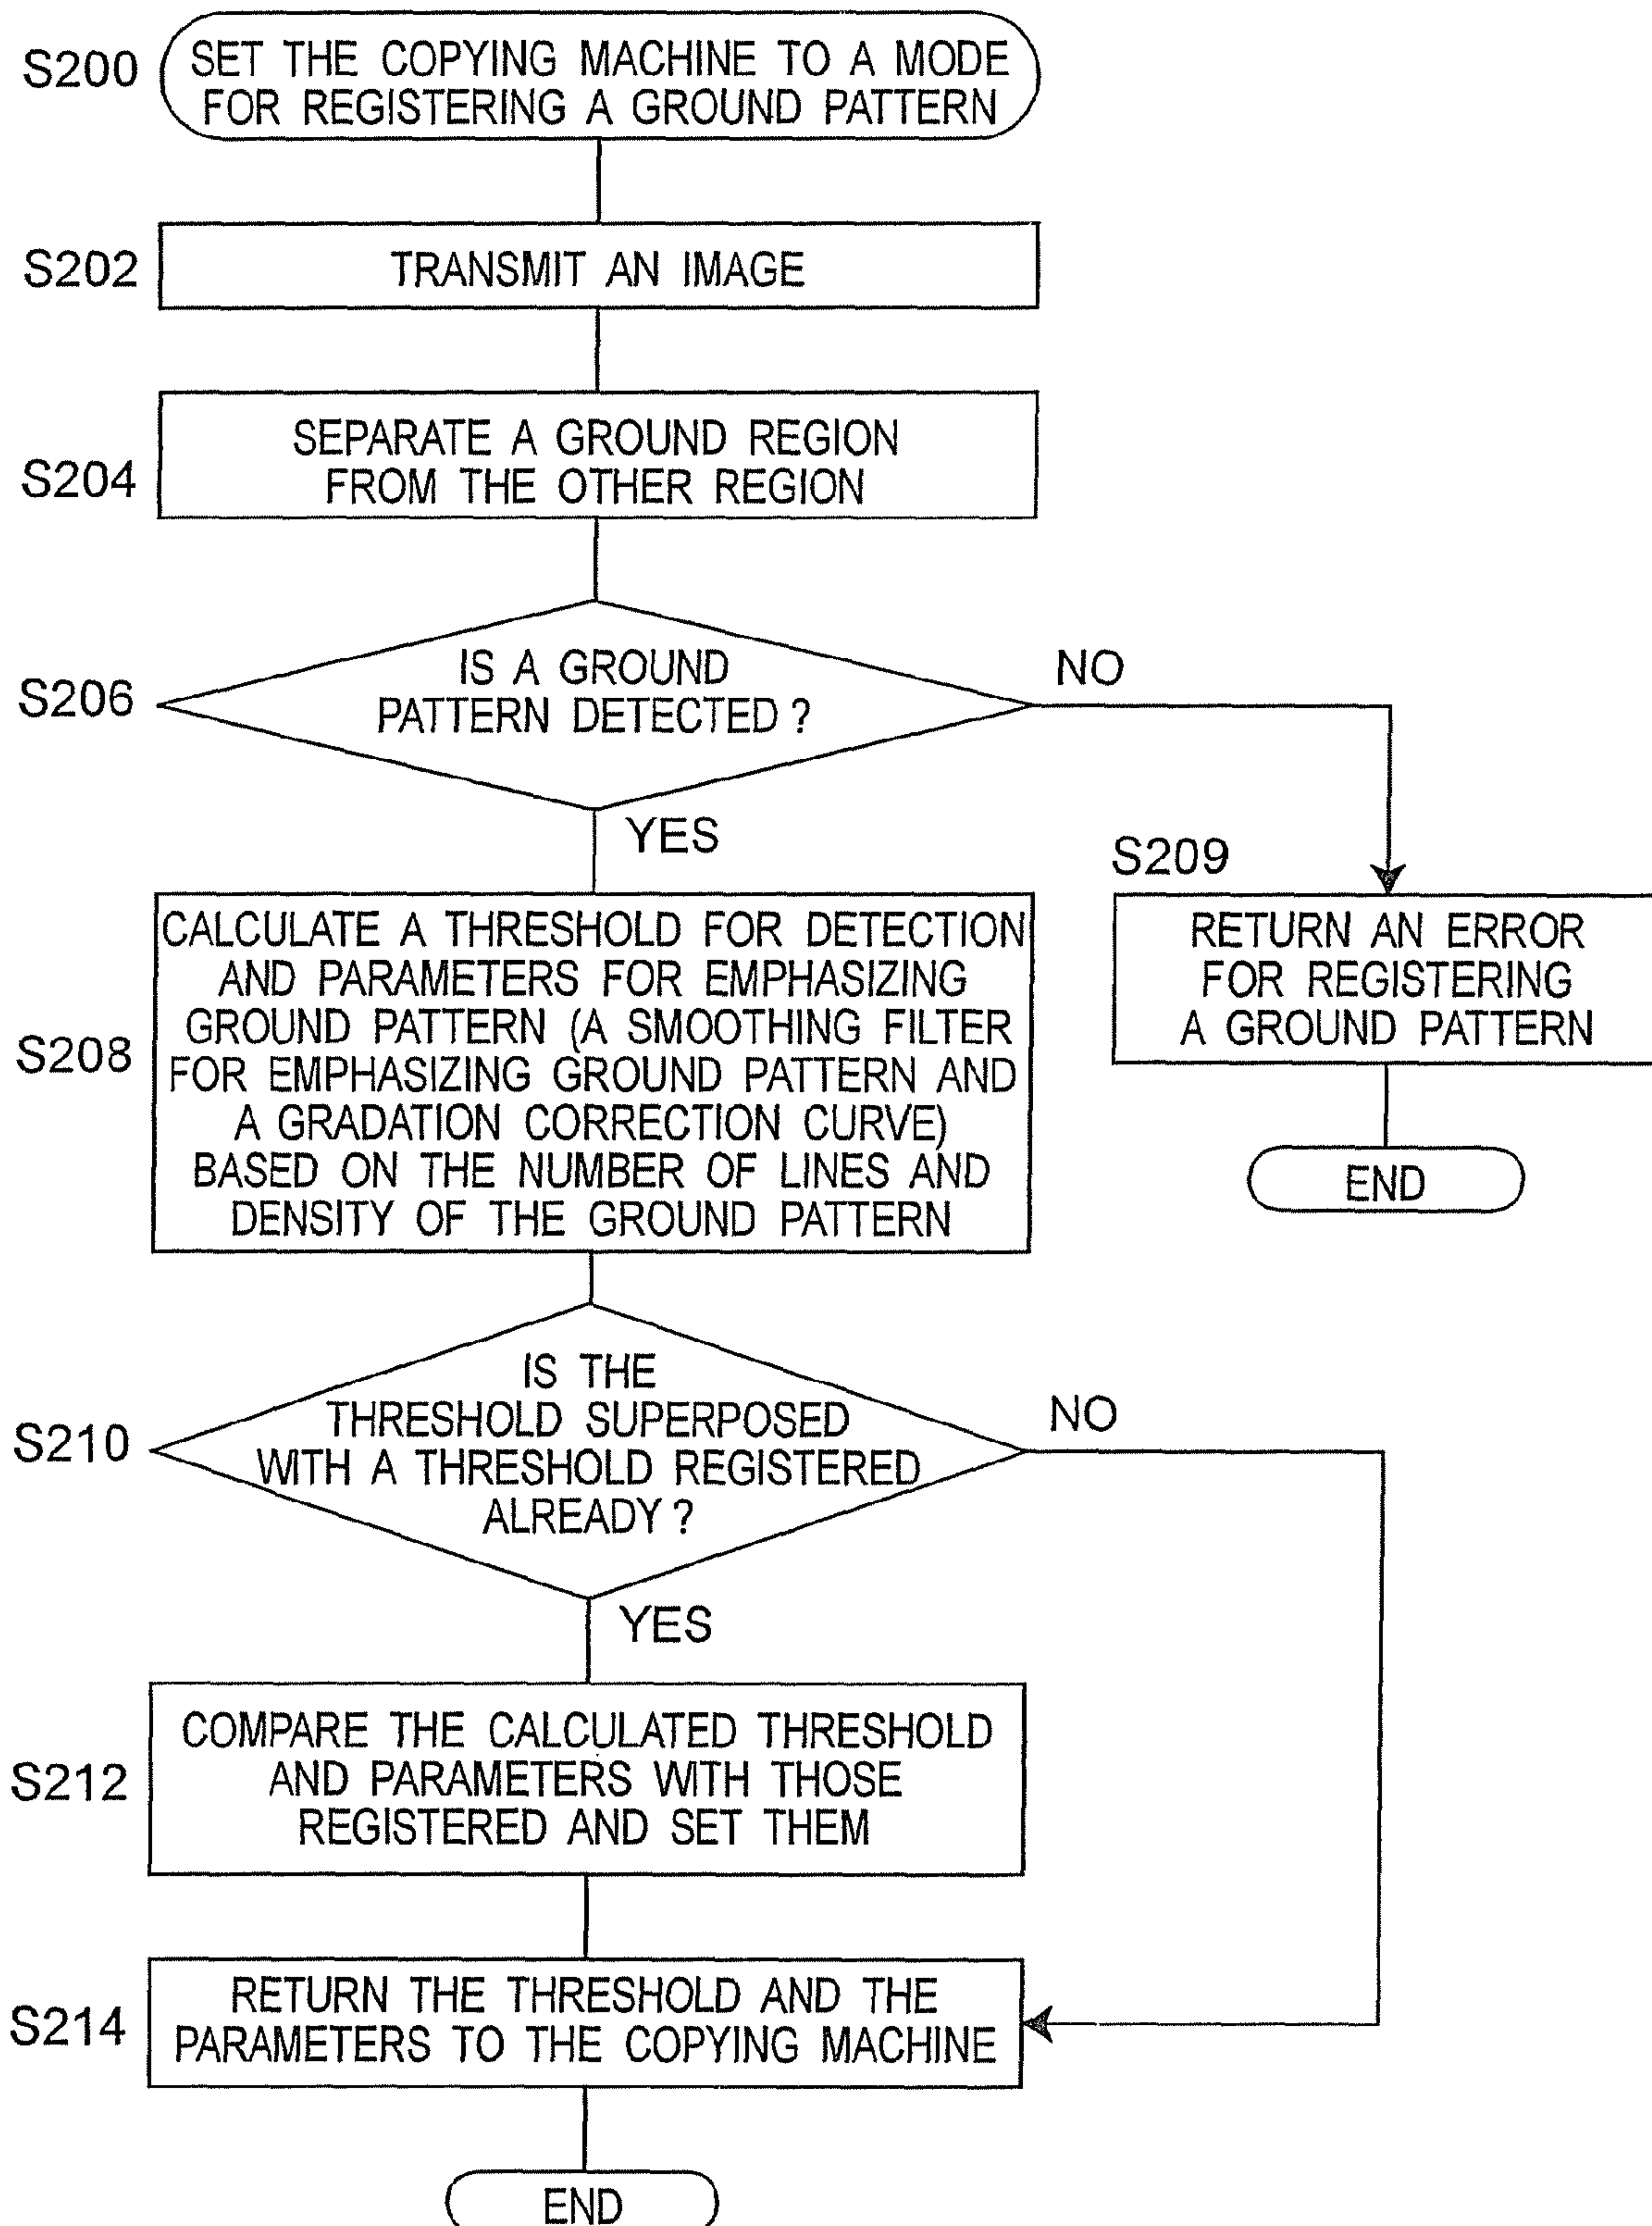 S200
SET THE COPYING MACHINE TO A MODE
FOR REGISTERING A GROUND PATTERN
S202
TRANSMIT AN IMAGE
S204
SEPARATE A GROUND REGION
FROM THE OTHER REGION
S206
IS A GROUND
PATTERN DETECTED ?
NO
YES
S209
RETURN AN ERROR
FOR REGISTERING
A GROUND PATTERN
END
S208
CALCULATE A THRESHOLD FOR DETECTION
AND PARAMETERS FOR EMPHASIZING
GROUND PATTERN (A SMOOTHING FILTER
FOR EMPHASIZING GROUND PATTERN AND
A GRADATION CORRECTION CURVE)
BASED ON THE NUMBER OF LINES AND
DENSITY OF THE GROUND PATTERN
S210
IS THE
THRESHOLD SUPERPOSED
WITH A THRESHOLD REGISTERED
ALREADY ?
NO
YES
S212
COMPARE THE CALCULATED THRESHOLD
AND PARAMETERS WITH THOSE
REGISTERED AND SET THEM
S214
RETURN THE THRESHOLD AND THE
PARAMETERS TO THE COPYING MACHINE
END